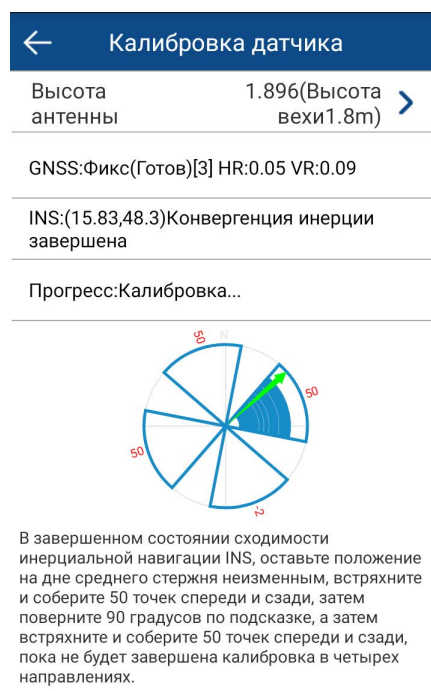 Калибровка датчика
Высота 1.896(Высота
антенны вехи1.8m)
GNSS:Фикс(Готов)[3] HR:0.05 VR:0.09
INS:(15.83,48.3)Конвергенция инерции
завершена
Прогресс:Калибровка...
50
N
50
50
-2
В завершенном состоянии сходимости
инерциальной навигации INS, оставьте положение
на дне среднего стержня неизменным, встряхните
и соберите 50 точек спереди и сзади, затем
поверните 90 градусов по подсказке, а затем
встряхните и соберите 50 точек спереди и сзади,
пока не будет завершена калибровка в четырех
направлениях.